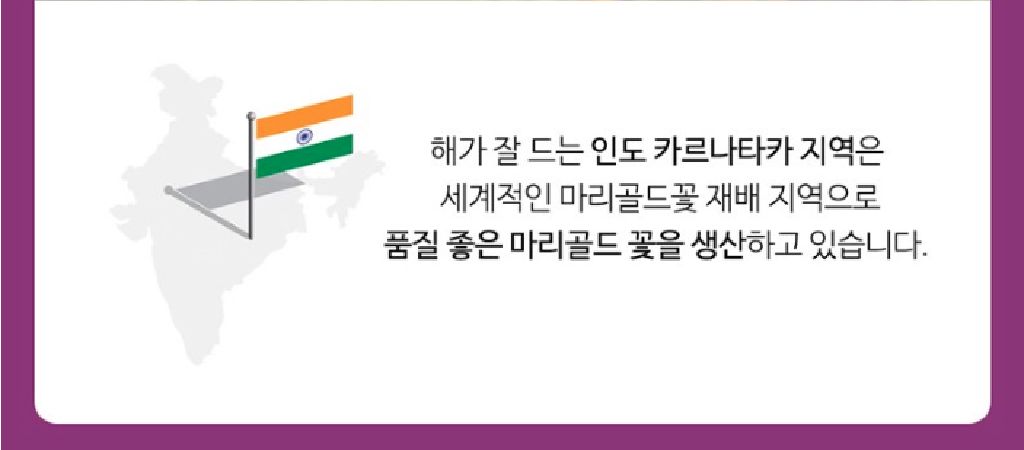 해가 잘 드는 인도 카르나타카 지역은
세계적인 마리골드꽃 재배 지역으로
품질 좋은 마리골드 꽃을 생산하고 있습니다.